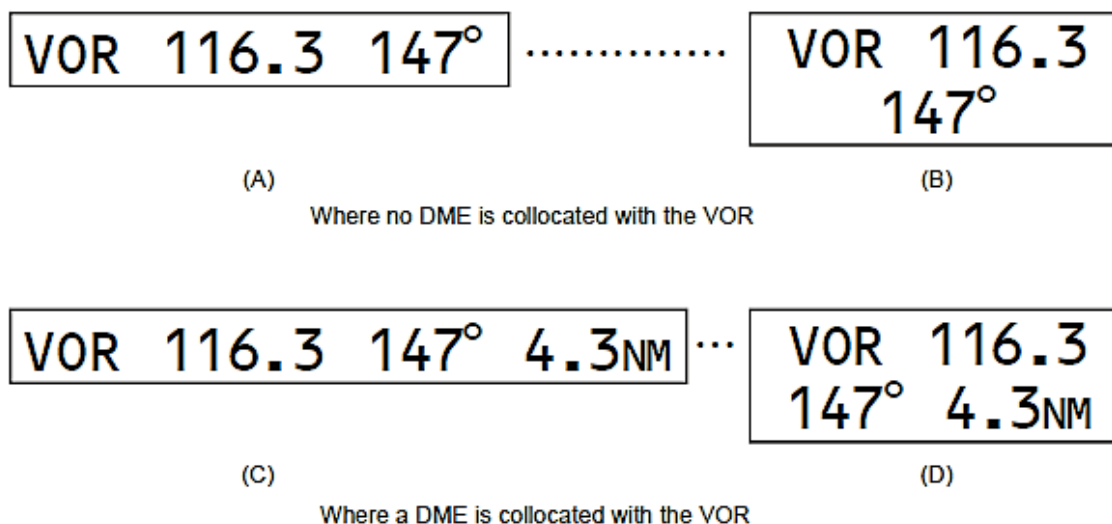 VOR 116.3 147°
VOR 116.3
147°
(A)
(B)
Where no DME is collocated with the VOR
VOR 116.3 147° 4.3NM
VOR 116.3
147° 4.3NM
(C)
(D)
Where a DME is collocated with the VOR